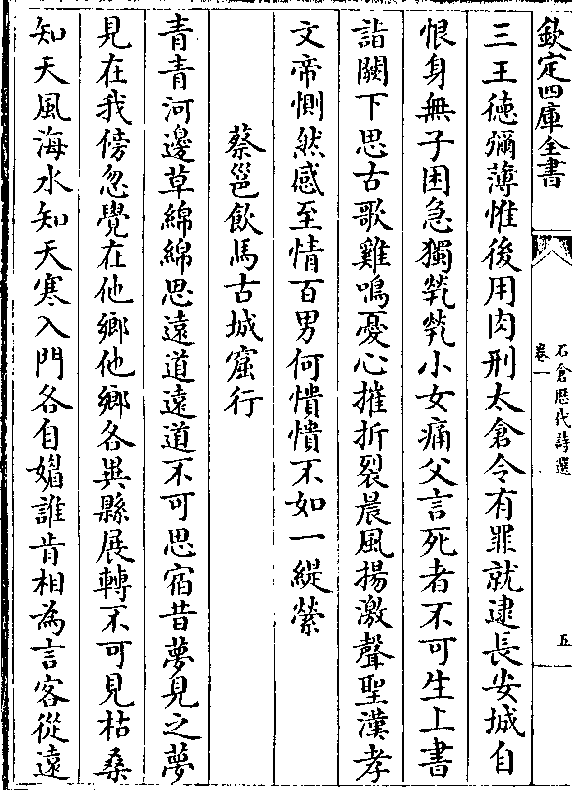 欽定四庫全書
石倉歴代詩選
卷一
五
三王德彌薄惟後用肉刑太倉令有罪就逮長安城自
恨身無子困急獨煢煢小女痛父言死者不可生上書
詣闕下思古歌雞鳴憂心摧折裂晨風揚激聲聖漢孝
文帝惻然感至情百男何憒憒不如一緹縈
蔡邕飲馬古城窟行
青青河邊草綿綿思逺道逺道不可思宿昔夢見之夢
見在我傍忽覺在他鄉他鄉各異縣展轉不可見枯桑
知天風海水知天寒入門各自媚誰肯相為言客從逺